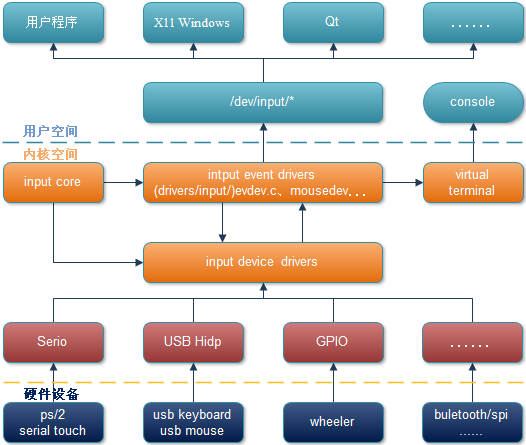 用户程序
X11 Windows
Qt
......
/dev/input/*
console
用户空间
内核空间
input core
intput event drivers
(drivers/input/)evdev.c、mousedev...
virtual
terminal
input device drivers
Serio
USB Hidp
GPIO
......
硬件设备
ps/2
serial touch
usb keyboard
usb mouse
wheeler
buletooth/spi
......